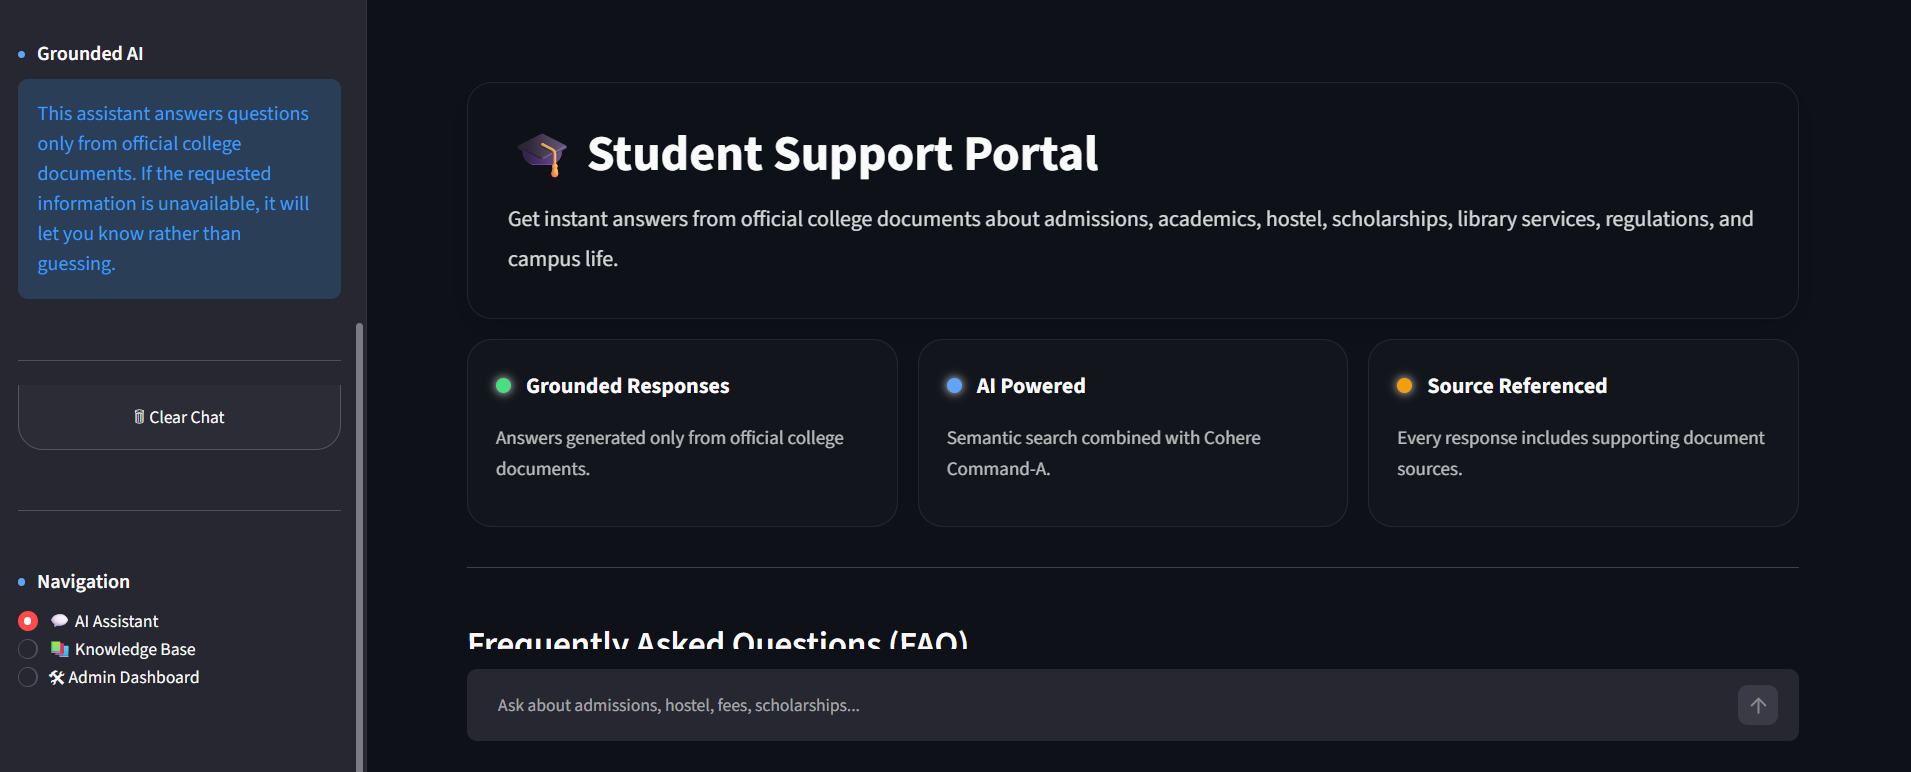 Grounded AI
This assistant answers questions
only from official college
documents. If the requested
information is unavailable, it will
let you know rather than
guessing.
Clear Chat
Navigation
AI Assistant
Knowledge Base
Admin Dashboard
Student Support Portal
Get instant answers from official college documents about admissions, academics, hostel, scholarships, library services, regulations, and
campus life.
Grounded Responses
Answers generated only from official college
documents.
AI Powered
Semantic search combined with Cohere
Command-A.
Source Referenced
Every response includes supporting document
sources.
Frequently Asked Questions (FAQ)
Ask about admissions, hostel, fees, scholarships...